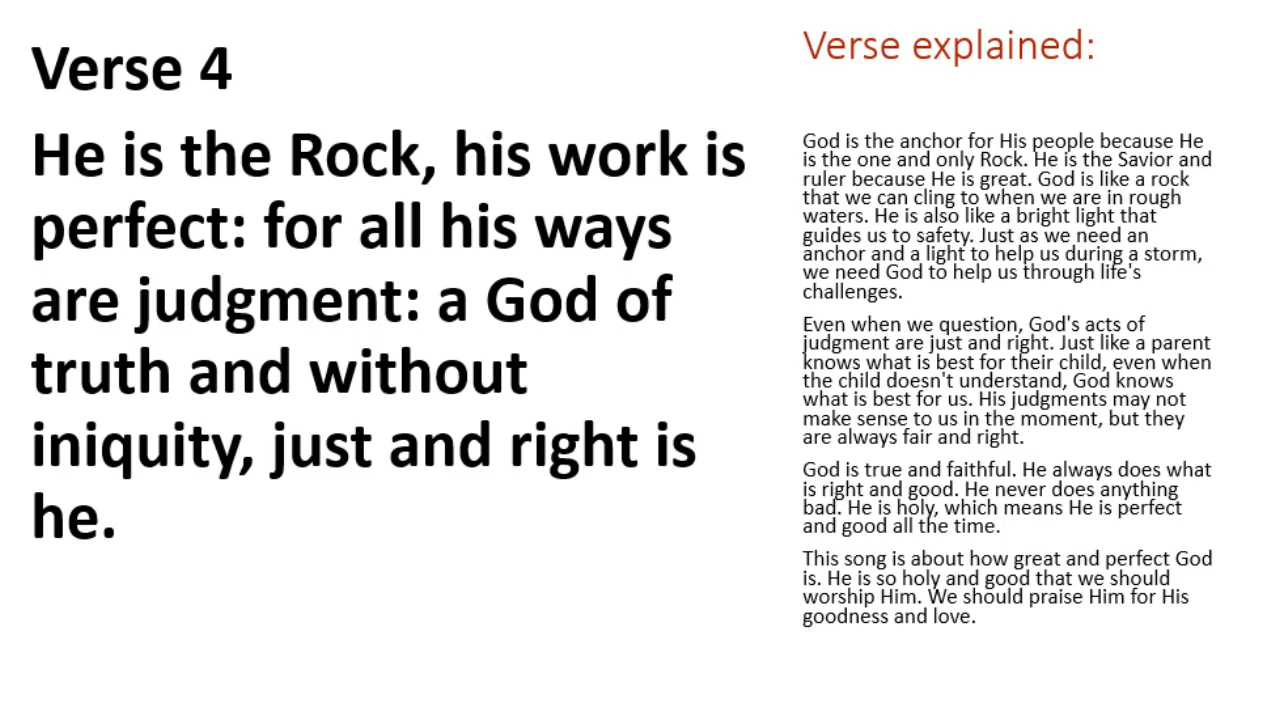 Verse 4
He is the Rock, his work is
perfect: for all his ways
are judgment: a God of
truth and without
iniquity, just and right is
he.
Verse explained:
God is the anchor for His people because He
is the one and only Rock. He is the Savior and
ruler because He is great. God is like a rock
that we can cling to when we are in rough
waters. He is also like a bright light that
guides us to safety. Just as we need an
anchor and a light to help us during a storm,
we need God to help us through life's
challenges.
Even when we question, God's acts of
judgment are just and right. Just like a parent
knows what is best for their child, even when
the child doesn't understand, God knows
what is best for us. His judgments may not
make sense to us in the moment, but they
are always fair and right.
God is true and faithful. He always does what
is right and good. He never does anything
bad. He is holy, which means He is perfect
and good all the time.
This song is about how great and perfect God
is. He is so holy and good that we should
worship Him. We should praise Him for His
goodness and love.